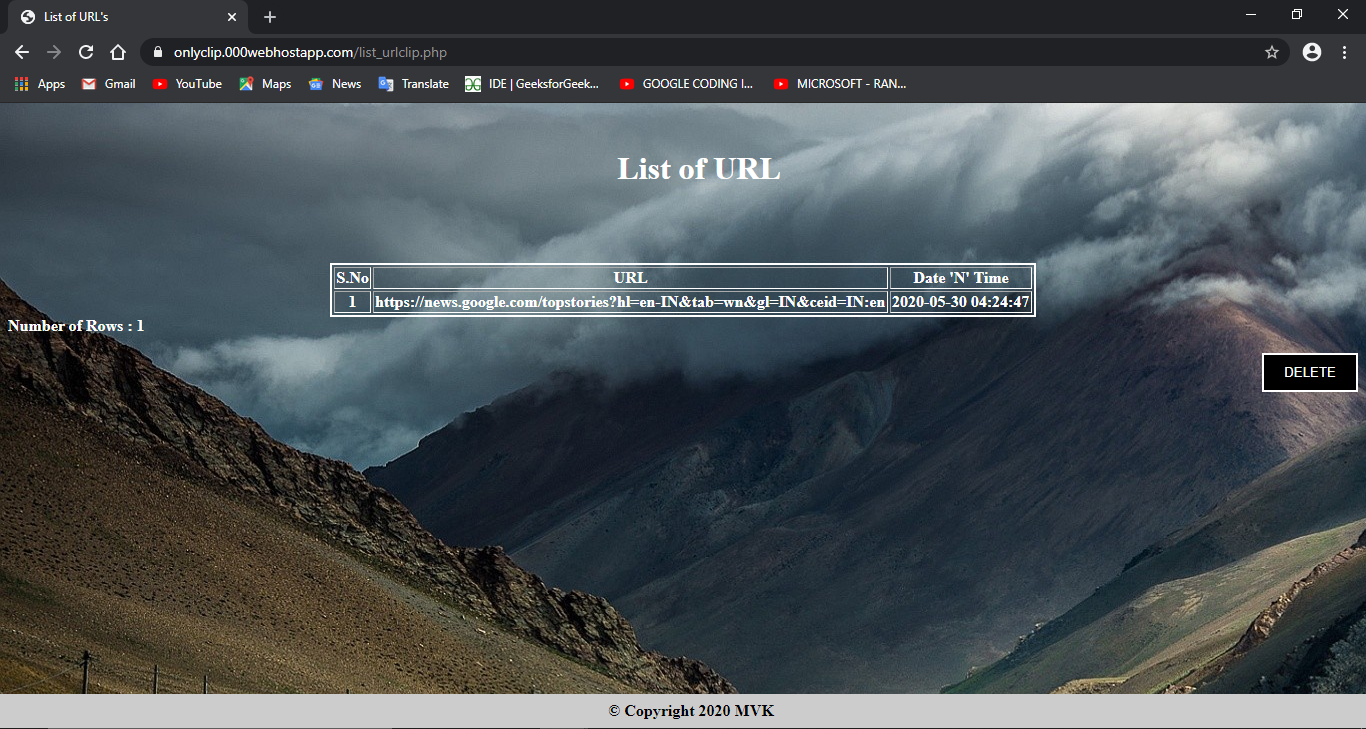 List of URL's
onlyclip.000webhostapp.com/list_urlclip.php
Apps Gmail YouTube Maps News Translate IDE | GeeksforGeek... GOOGLE CODING I... MICROSOFT - RAN...
List of URL
S.No URL Date 'N' Time
1 https://news.google.com/topstories?hl=en-IN&tab=wn&gl=IN&ceid=IN:en 2020-05-30 04:24:47
Number of Rows : 1
DELETE
© Copyright 2020 MVK